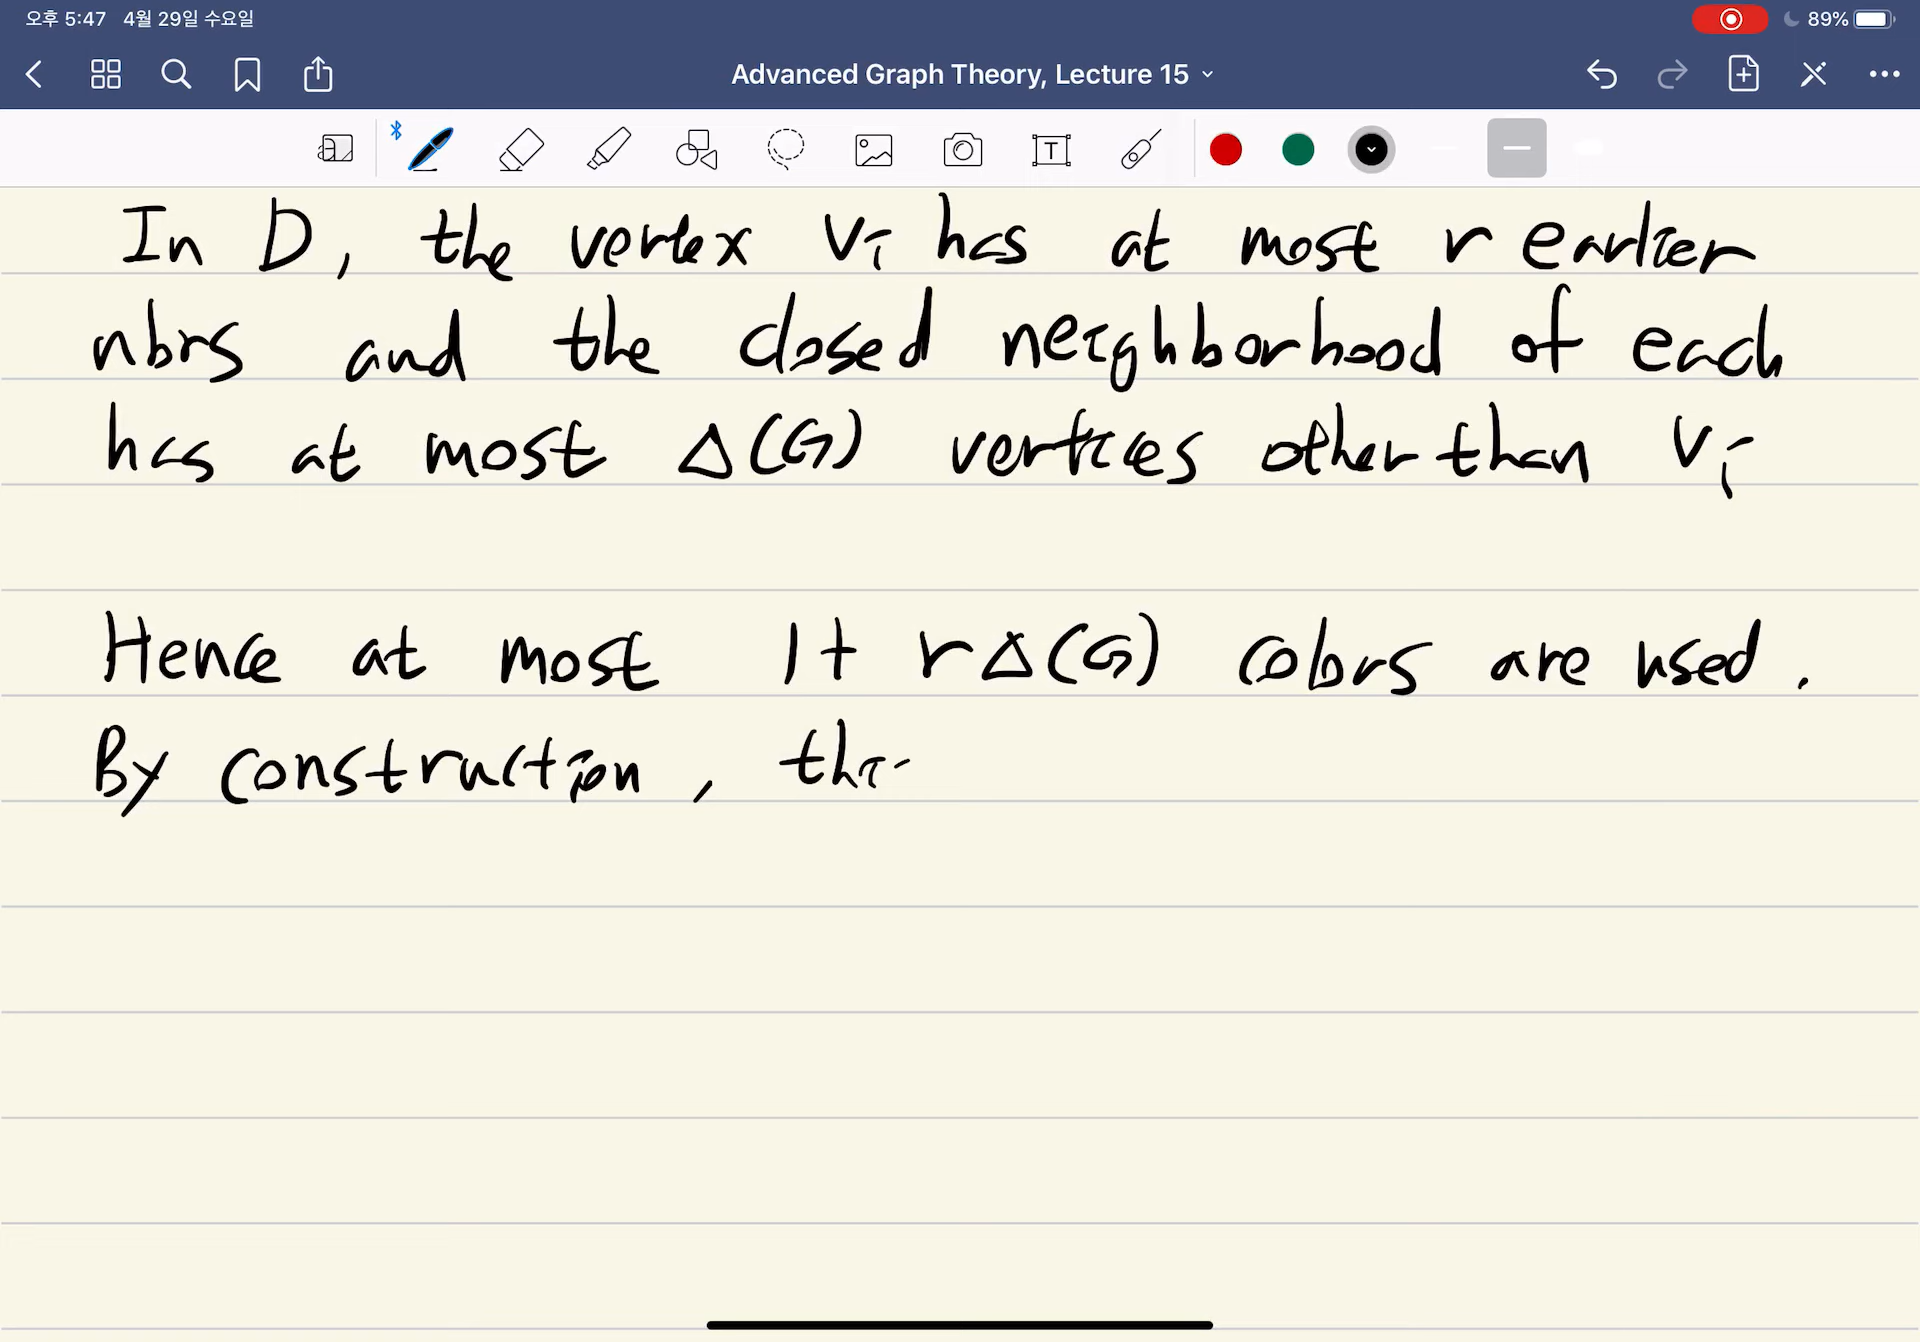 오후 5:47 4월 29일 수요일
89%
Advanced Graph Theory, Lecture 15
In D, the vertex vᵢ has at most r earlier
nbrs and the closed neighborhood of each
has at most Δ(G) vertices other than vᵢ
Hence at most 1+ rΔ(G) colors are used.
By construction, thi